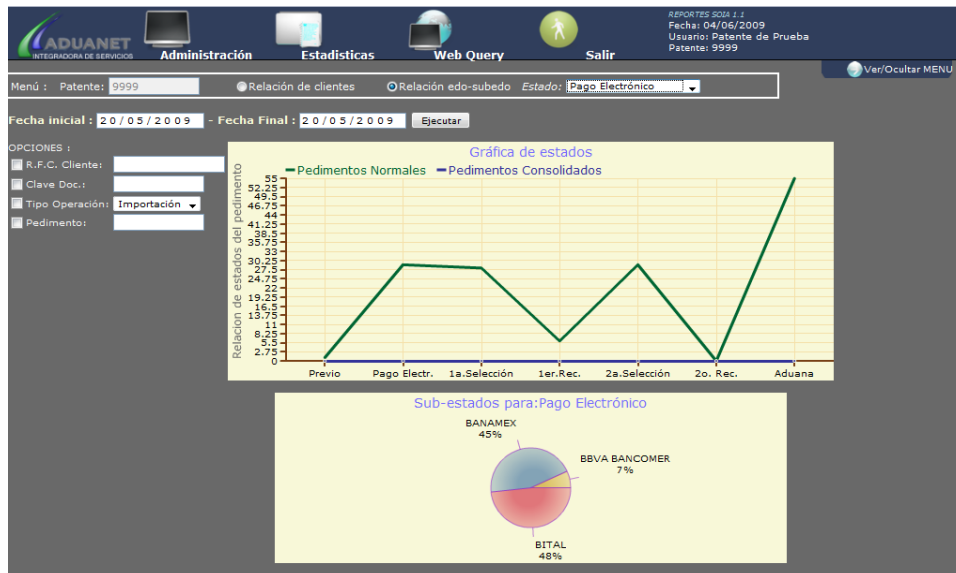 ADUANET
INTEGRADORA DE SERVICIOS
Administración
Estadisticas
Web Query
Salir
REPORTES SOIA 1.1
Fecha: 04/06/2009
Usuario: Patente de Prueba
Patente: 9999
Ver/Ocultar MENU
Menú : Patente: 9999 Relación de clientes Relación edo-subedo Estado: Pago Electrónico
Fecha inicial : 20/05/2009 - Fecha Final : 20/05/2009 Ejecutar
OPCIONES :
R.F.C. Cliente:
Clave Doc.:
Tipo Operación: Importación
Pedimento:
Gráfica de estados
Pedimentos Normales Pedimentos Consolidados
Relacion de estados del pedimento
55
52.25
49.5
46.75
44
41.25
38.5
35.75
33
30.25
27.5
24.75
22
19.25
16.5
13.75
11
8.25
5.5
2.75
0
Previo Pago Electr. 1a.Selección 1er.Rec. 2a.Selección 2o. Rec. Aduana
Sub-estados para:Pago Electrónico
BANAMEX
45%
BBVA BANCOMER
7%
BITAL
48%